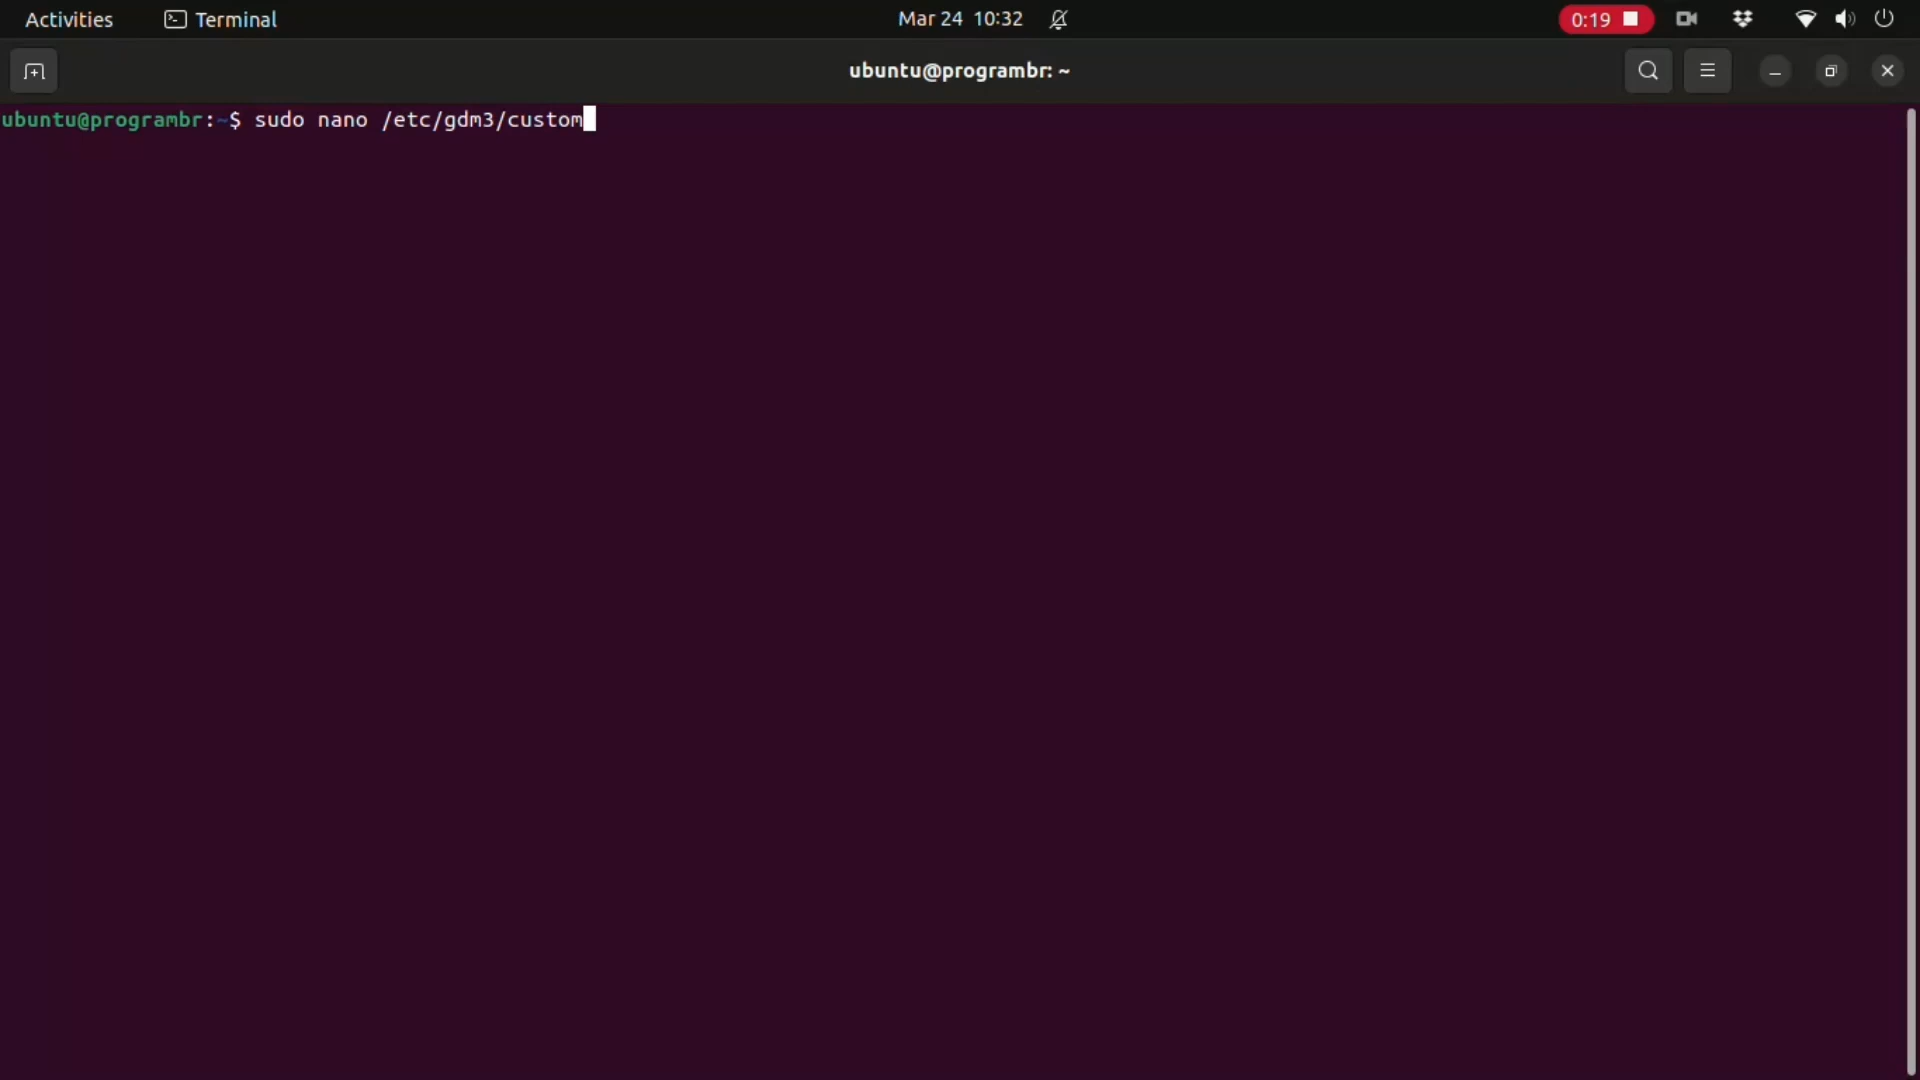 Activities Terminal Mar 24 10:32 0:19
ubuntu@programbr: ~
ubuntu@programbr:~$ sudo nano /etc/gdm3/custom